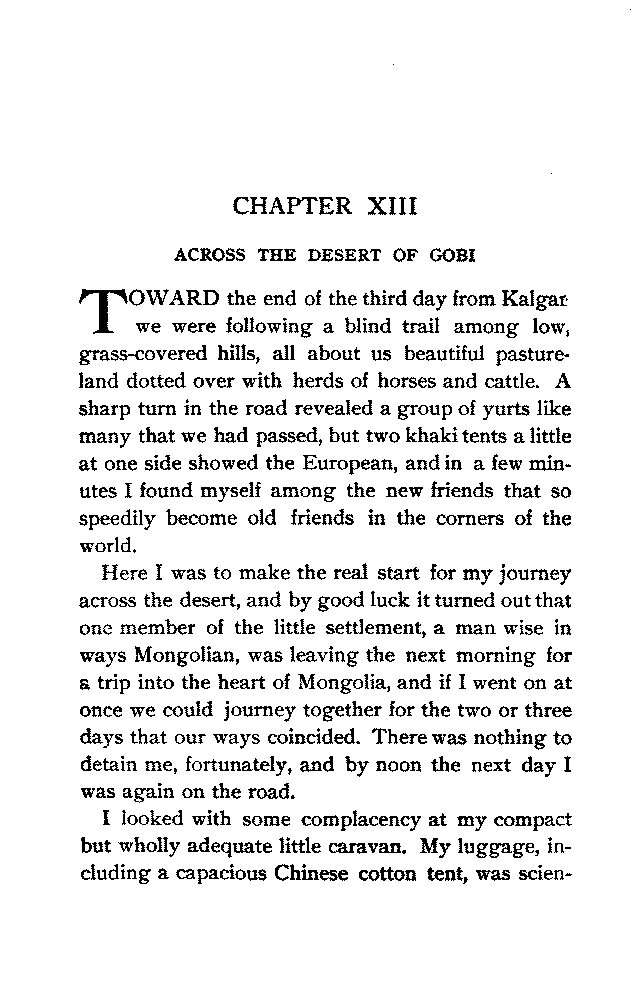 CHAPTER XIII
ACROSS THE DESERT OF GOBI
TOWARD the end of the third day from Kalgan
we were following a blind trail among low,
grass-covered hills, all about us beautiful pasture-
land dotted over with herds of horses and cattle. A
sharp turn in the road revealed a group of yurts like
many that we had passed, but two khaki tents a little
at one side showed the European, and in a few min-
utes I found myself among the new friends that so
speedily become old friends in the corners of the
world.
Here I was to make the real start for my journey
across the desert, and by good luck it turned out that
one member of the little settlement, a man wise in
ways Mongolian, was leaving the next morning for
a trip into the heart of Mongolia, and if I went on at
once we could journey together for the two or three
days that our ways coincided. There was nothing to
detain me, fortunately, and by noon the next day I
was again on the road.
I looked with some complacency at my compact
but wholly adequate little caravan. My luggage, in-
cluding a capacious Chinese cotton tent, was scien-